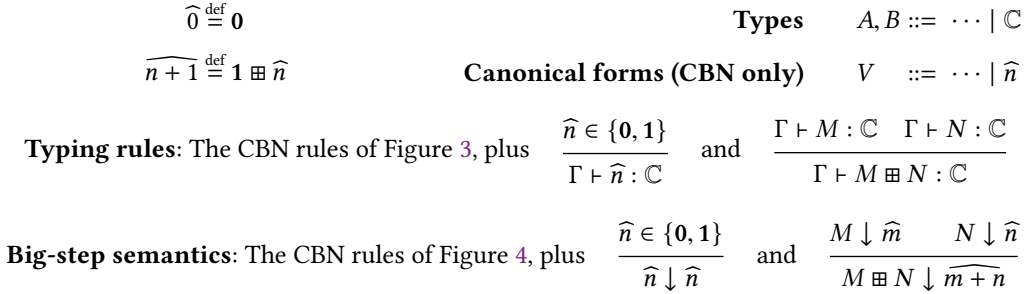 0̂ ≝ 𝟎 Types A, B ::= ⋯ | ℂ
n+1̂ ≝ 𝟏 ⊞ n̂ Canonical forms (CBN only) V ::= ⋯ | n̂
n̂ ∈ {𝟎, 𝟏} Γ ⊢ M : ℂ Γ ⊢ N : ℂ
Typing rules: The CBN rules of Figure 3, plus and
Γ ⊢ n̂ : ℂ Γ ⊢ M ⊞ N : ℂ
n̂ ∈ {𝟎, 𝟏} M ↓ m̂ N ↓ n̂
Big-step semantics: The CBN rules of Figure 4, plus and
n̂ ↓ n̂ M ⊞ N ↓ m+n̂